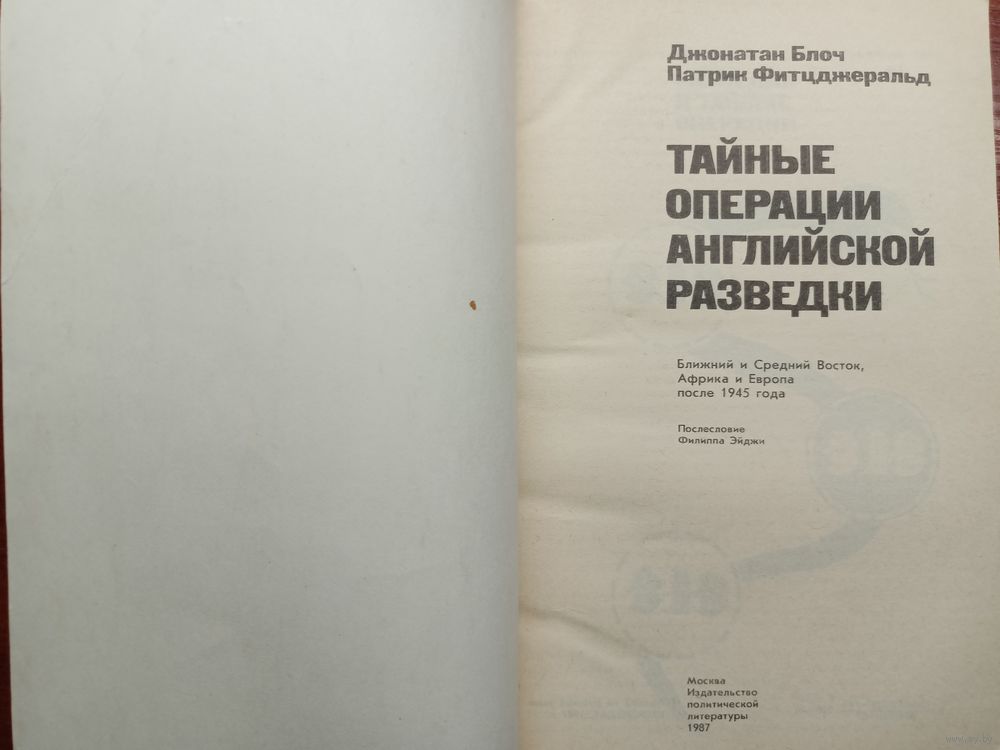 Джонатан Блоч
Патрик Фитцджеральд
ТАЙНЫЕ
ОПЕРАЦИИ
АНГЛИЙСКОЙ
РАЗВЕДКИ
Ближний и Средний Восток,
Африка и Европа
после 1945 года
Послесловие
Филиппа Эйджи
Москва
Издательство
политической
литературы
1987